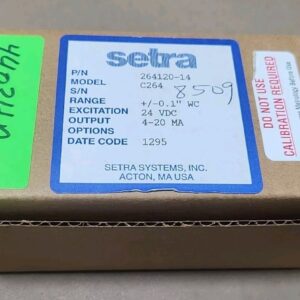 setra
P/N 264120-14
MODEL C264
S/N 8509
RANGE +/-0.1" WC
EXCITATION 24 VDC
OUTPUT 4-20 MA
OPTIONS
DATE CODE 1295
SETRA SYSTEMS, INC.
ACTON, MA USA
DO NOT USE
CALIBRATION REQUIRED